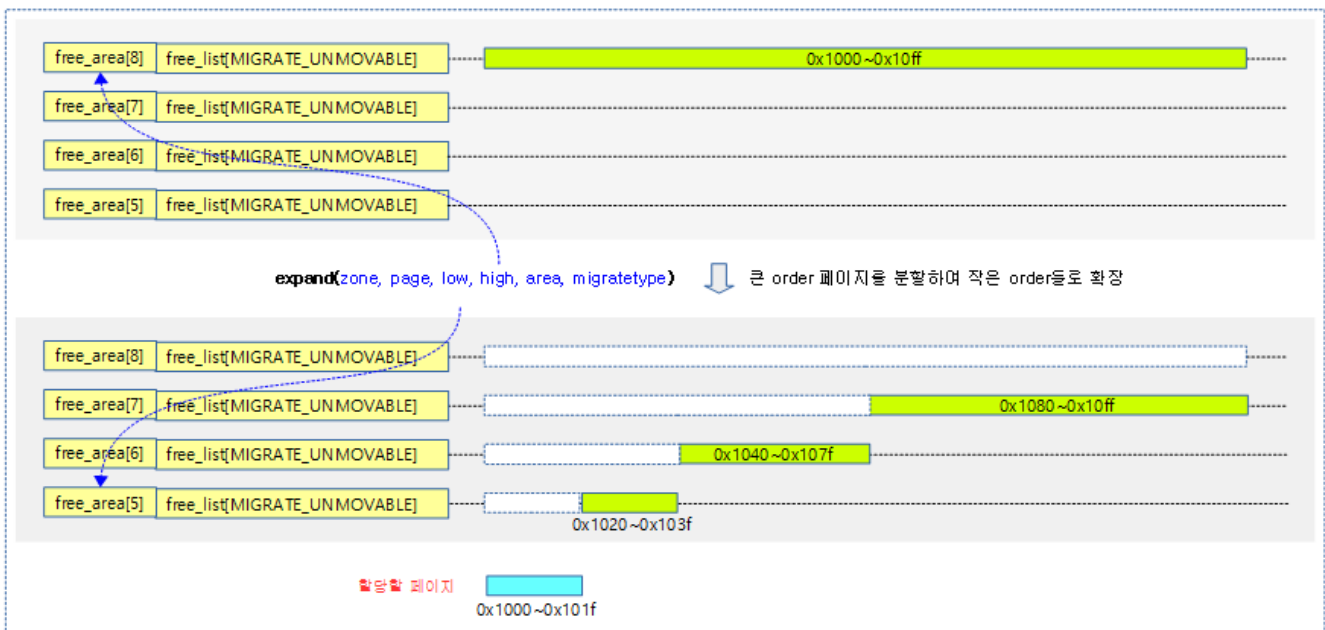 free_area[8] free_list[MIGRATE_UNMOVABLE] 0x1000~0x10ff
free_area[7] free_list[MIGRATE_UNMOVABLE]
free_area[6] free_list[MIGRATE_UNMOVABLE]
free_area[5] free_list[MIGRATE_UNMOVABLE]
expand(zone, page, low, high, area, migratetype) 큰 order 페이지을 분할하여 작은 order들로 확장
free_area[8] free_list[MIGRATE_UNMOVABLE]
free_area[7] free_list[MIGRATE_UNMOVABLE] 0x1080~0x10ff
free_area[6] free_list[MIGRATE_UNMOVABLE] 0x1040~0x107f
free_area[5] free_list[MIGRATE_UNMOVABLE]
0x1020~0x103f
할당할 페이지
0x1000~0x101f